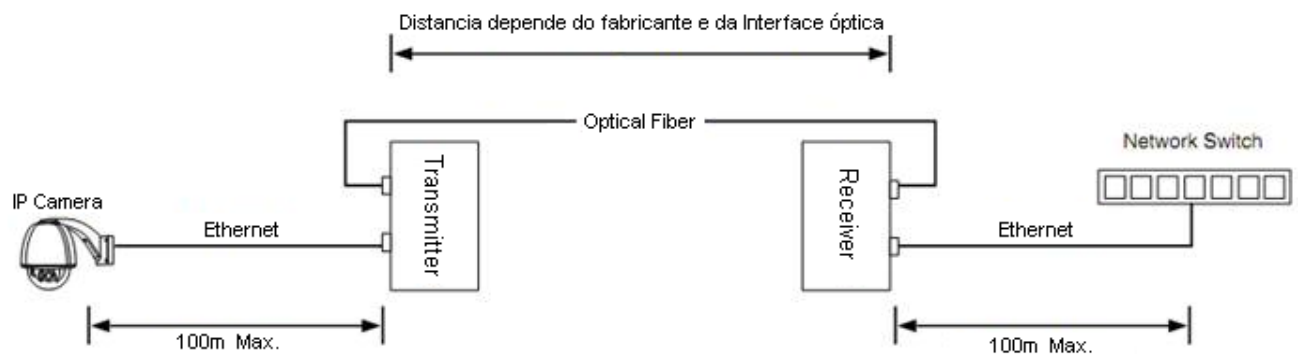 Distancia depende do fabricante e da Interface óptica
Optical Fiber
Network Switch
IP Camera
Ethernet
Transmitter
Receiver
Ethernet
100m Max.
100m Max.